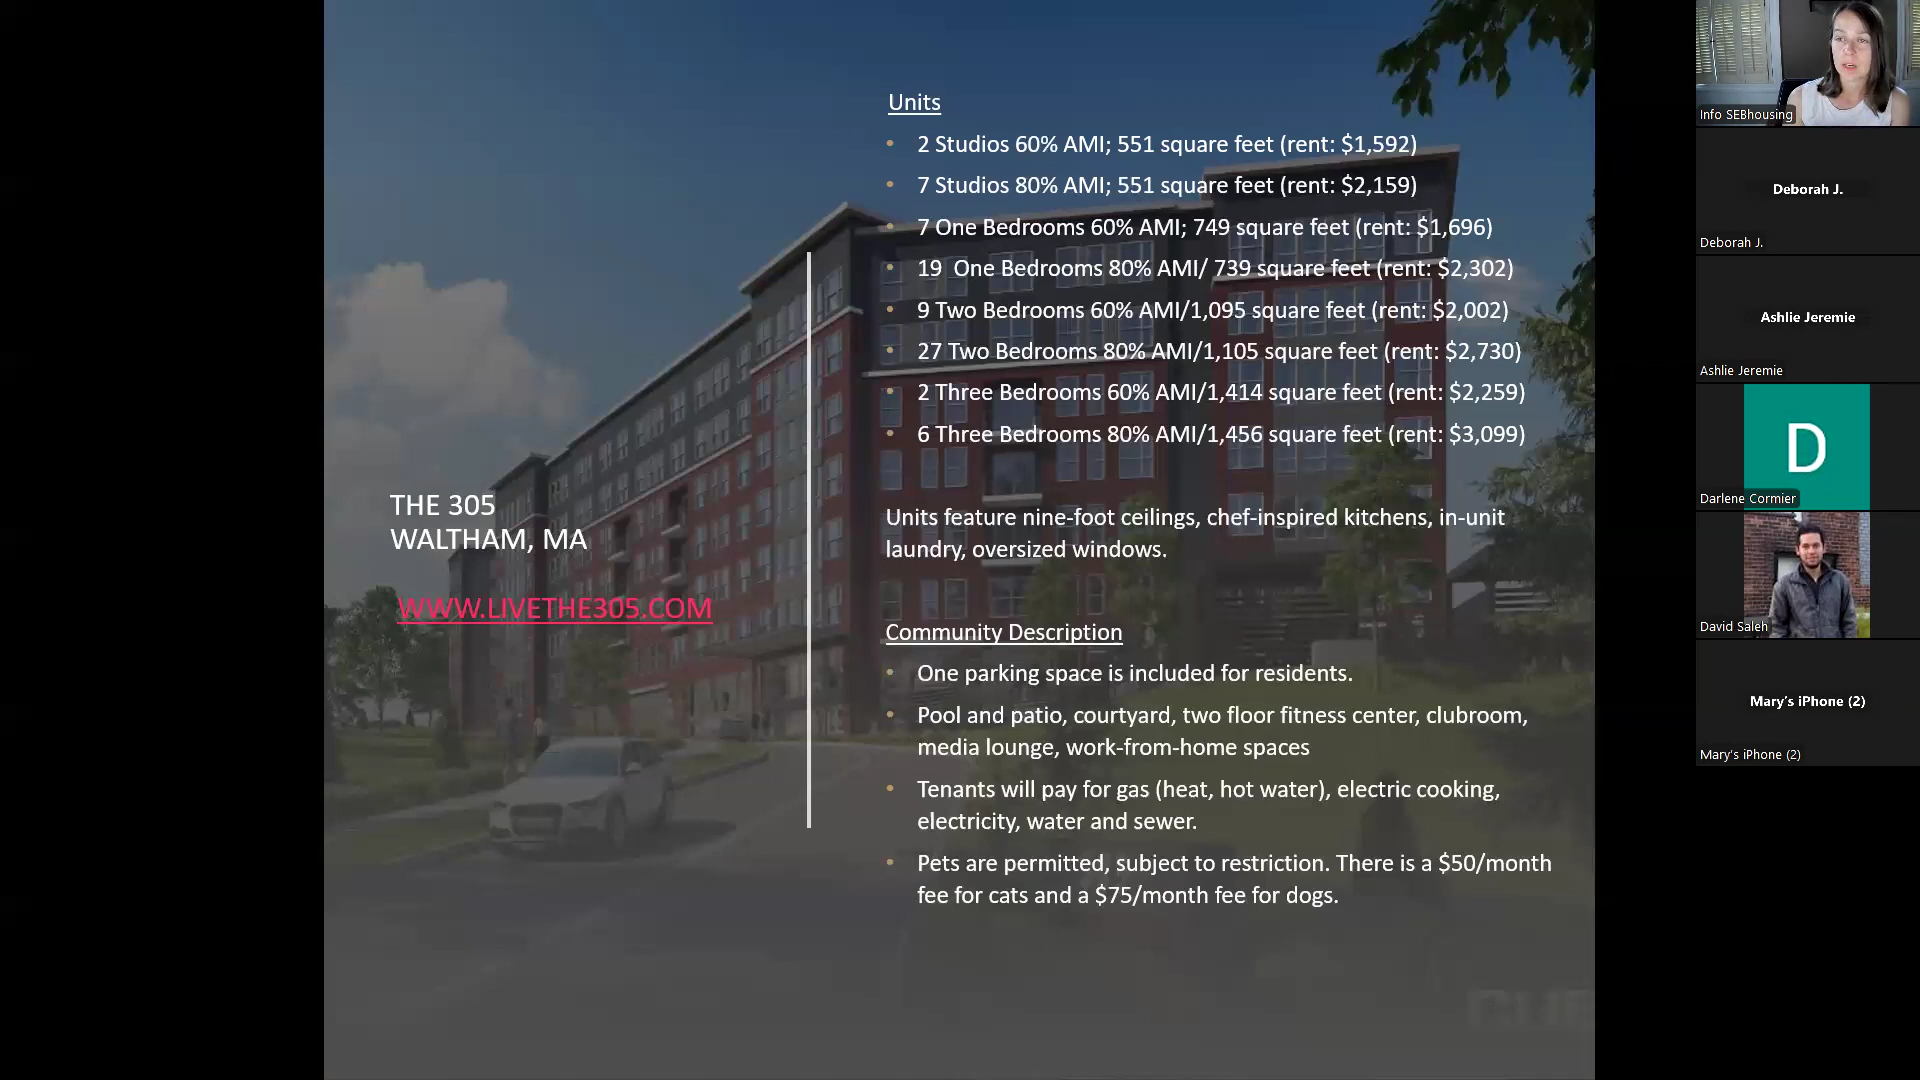 Units
• 2 Studios 60% AMI; 551 square feet (rent: $1,592)
• 7 Studios 80% AMI; 551 square feet (rent: $2,159)
• 7 One Bedrooms 60% AMI; 749 square feet (rent: $1,696)
• 19  One Bedrooms 80% AMI/ 739 square feet (rent: $2,302)
• 9 Two Bedrooms 60% AMI/1,095 square feet (rent: $2,002)
• 27 Two Bedrooms 80% AMI/1,105 square feet (rent: $2,730)
• 2 Three Bedrooms 60% AMI/1,414 square feet (rent: $2,259)
• 6 Three Bedrooms 80% AMI/1,456 square feet (rent: $3,099)
THE 305
WALTHAM, MA
WWW.LIVETHE305.COM
Units feature nine-foot ceilings, chef-inspired kitchens, in-unit
laundry, oversized windows.
Community Description
• One parking space is included for residents.
• Pool and patio, courtyard, two floor fitness center, clubroom,
media lounge, work-from-home spaces
• Tenants will pay for gas (heat, hot water), electric cooking,
electricity, water and sewer.
• Pets are permitted, subject to restriction. There is a $50/month
fee for cats and a $75/month fee for dogs.
Info SEBhousing
Deborah J.
Deborah J.
Ashlie Jeremie
Ashlie Jeremie
D
Darlene Cormier
David Saleh
Mary's iPhone (2)
Mary's iPhone (2)